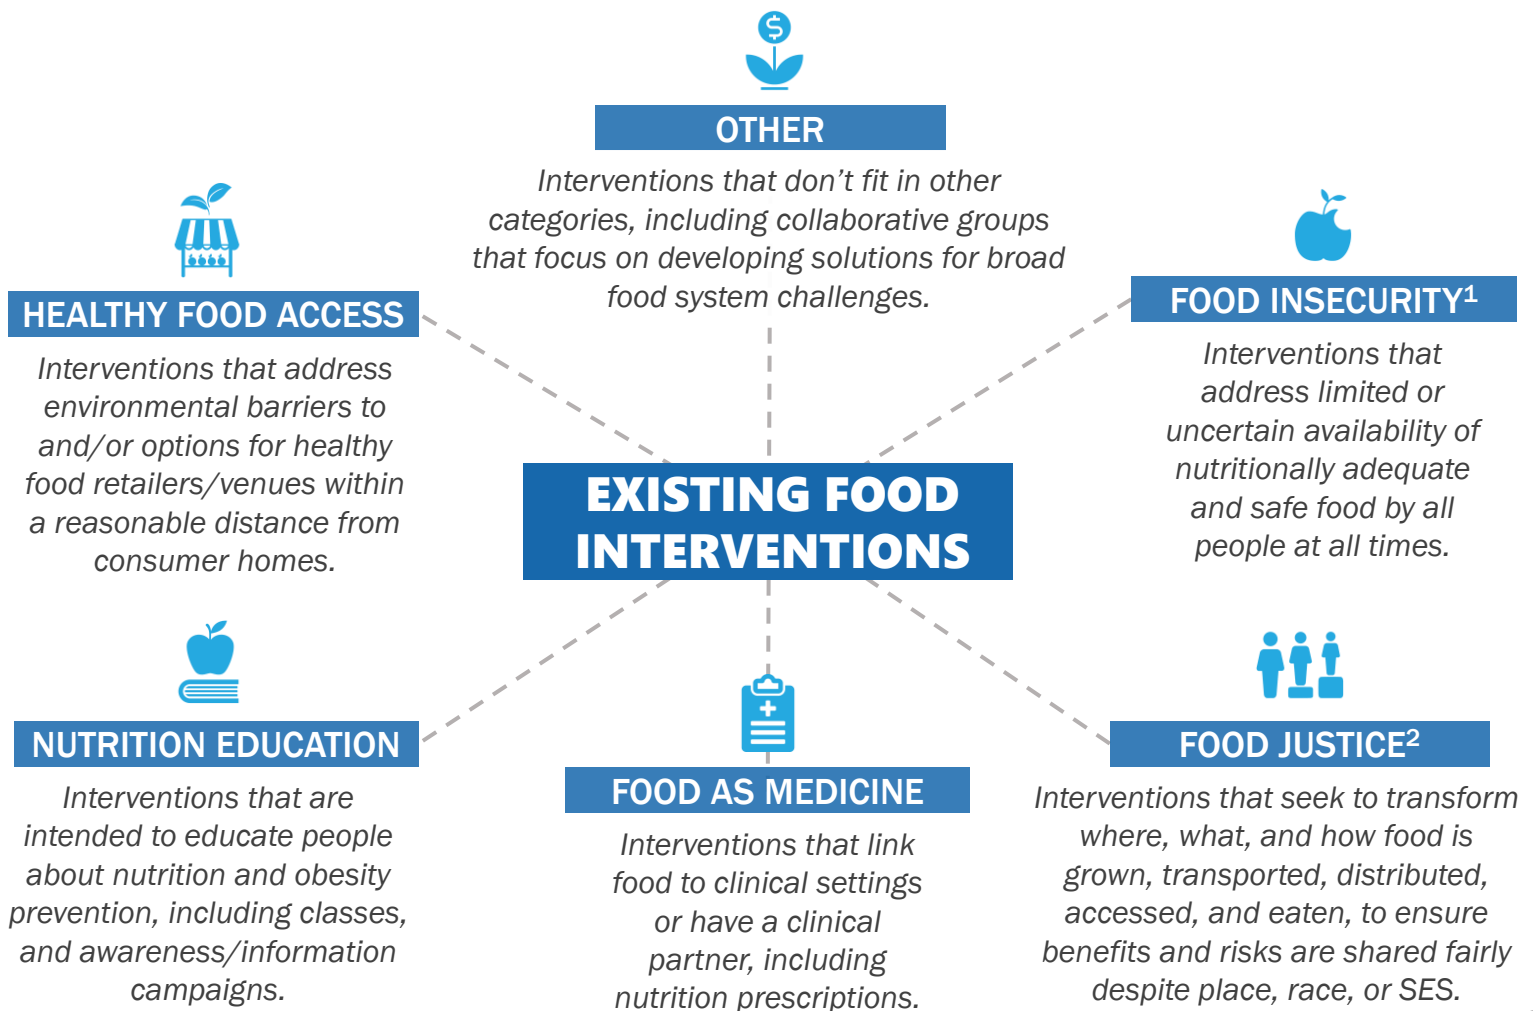 OTHER
Interventions that don’t fit in other
categories, including collaborative groups
that focus on developing solutions for broad
food system challenges.
HEALTHY FOOD ACCESS
Interventions that address
environmental barriers to
and/or options for healthy
food retailers/venues within
a reasonable distance from
consumer homes.
FOOD INSECURITY¹
Interventions that
address limited or
uncertain availability of
nutritionally adequate
and safe food by all
people at all times.
EXISTING FOOD
INTERVENTIONS
NUTRITION EDUCATION
Interventions that are
intended to educate people
about nutrition and obesity
prevention, including classes,
and awareness/information
campaigns.
FOOD AS MEDICINE
Interventions that link
food to clinical settings
or have a clinical
partner, including
nutrition prescriptions.
FOOD JUSTICE²
Interventions that seek to transform
where, what, and how food is
grown, transported, distributed,
accessed, and eaten, to ensure
benefits and risks are shared fairly
despite place, race, or SES.